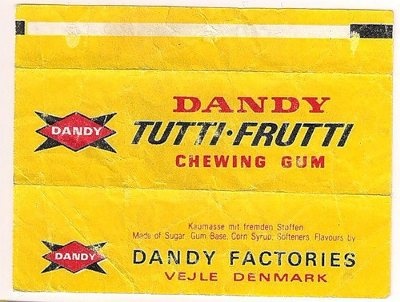 DANDY
DANDY
TUTTI·FRUTTI
CHEWING GUM
Kaumasse mit fremden Stoffen
Made of Sugar, Gum Base, Corn Syrup, Softeners, Flavours by
DANDY
DANDY FACTORIES
VEJLE DENMARK